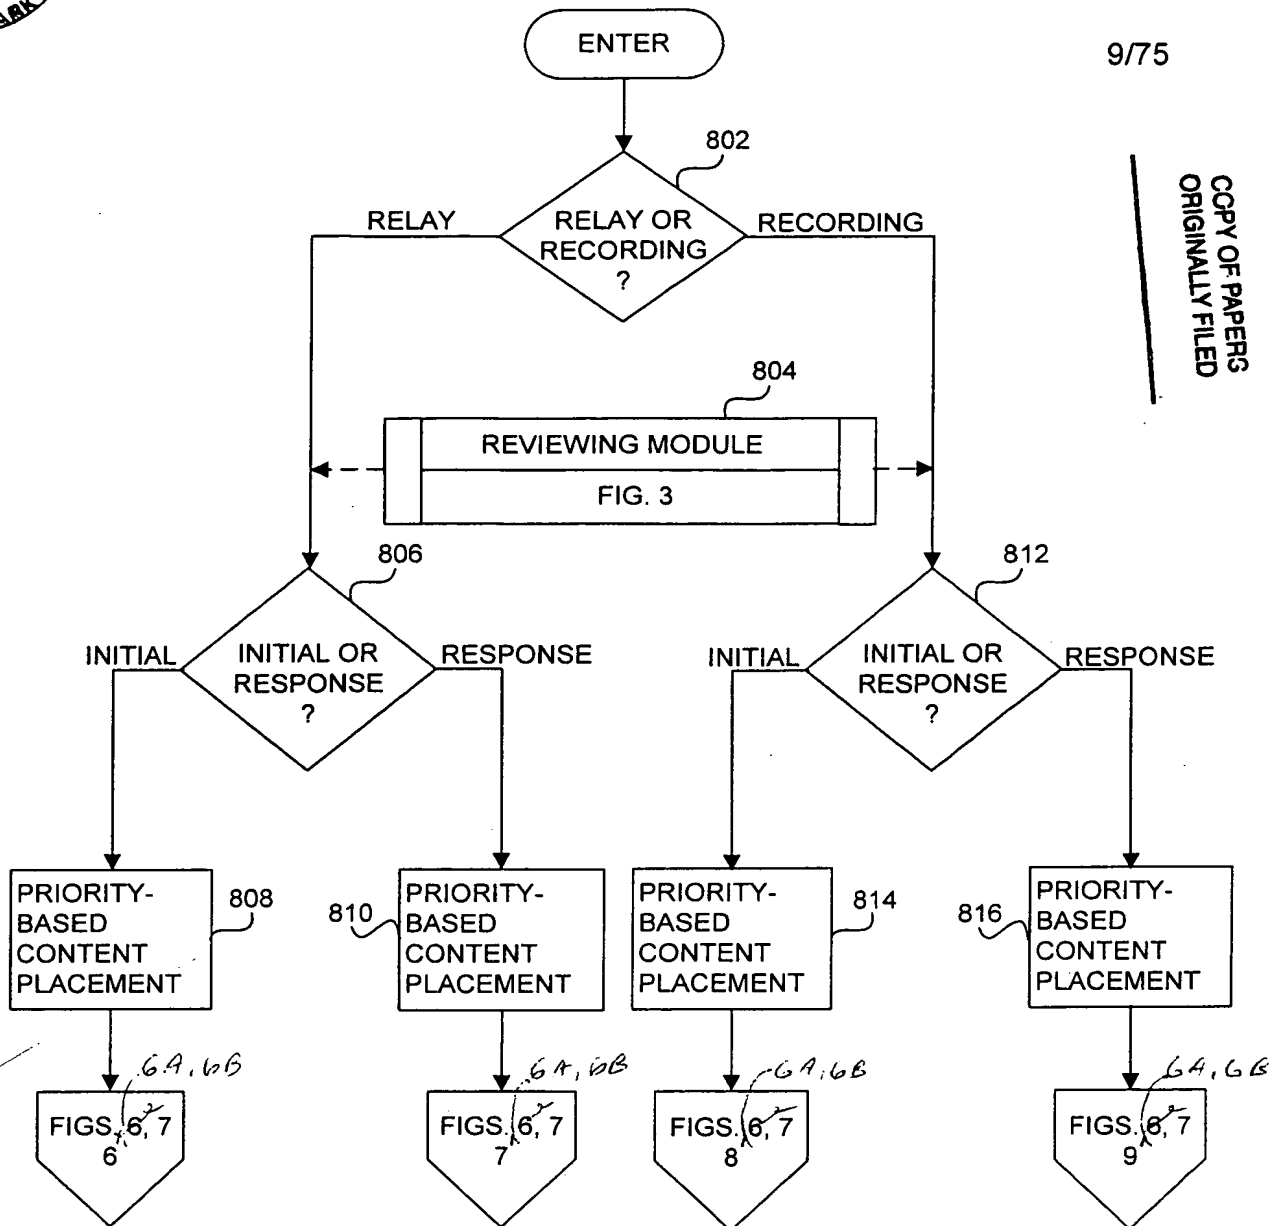 ARK
ENTER
9/75
COPY OF PAPERS
ORIGINALLY FILED
802
RELAY
RELAY OR
RECORDING
?
RECORDING
804
REVIEWING MODULE
FIG. 3
806
INITIAL
INITIAL OR
RESPONSE
?
RESPONSE
812
INITIAL
INITIAL OR
RESPONSE
?
RESPONSE
PRIORITY-
BASED
CONTENT
PLACEMENT
808
810
PRIORITY-
BASED
CONTENT
PLACEMENT
PRIORITY-
BASED
CONTENT
PLACEMENT
814
816
PRIORITY-
BASED
CONTENT
PLACEMENT
6A, 6B
FIGS. 6, 7
6
6A, 6B
FIGS. 6, 7
7
6A, 6B
FIGS. 6, 7
8
6A, 6B
FIGS. 6, 7
9